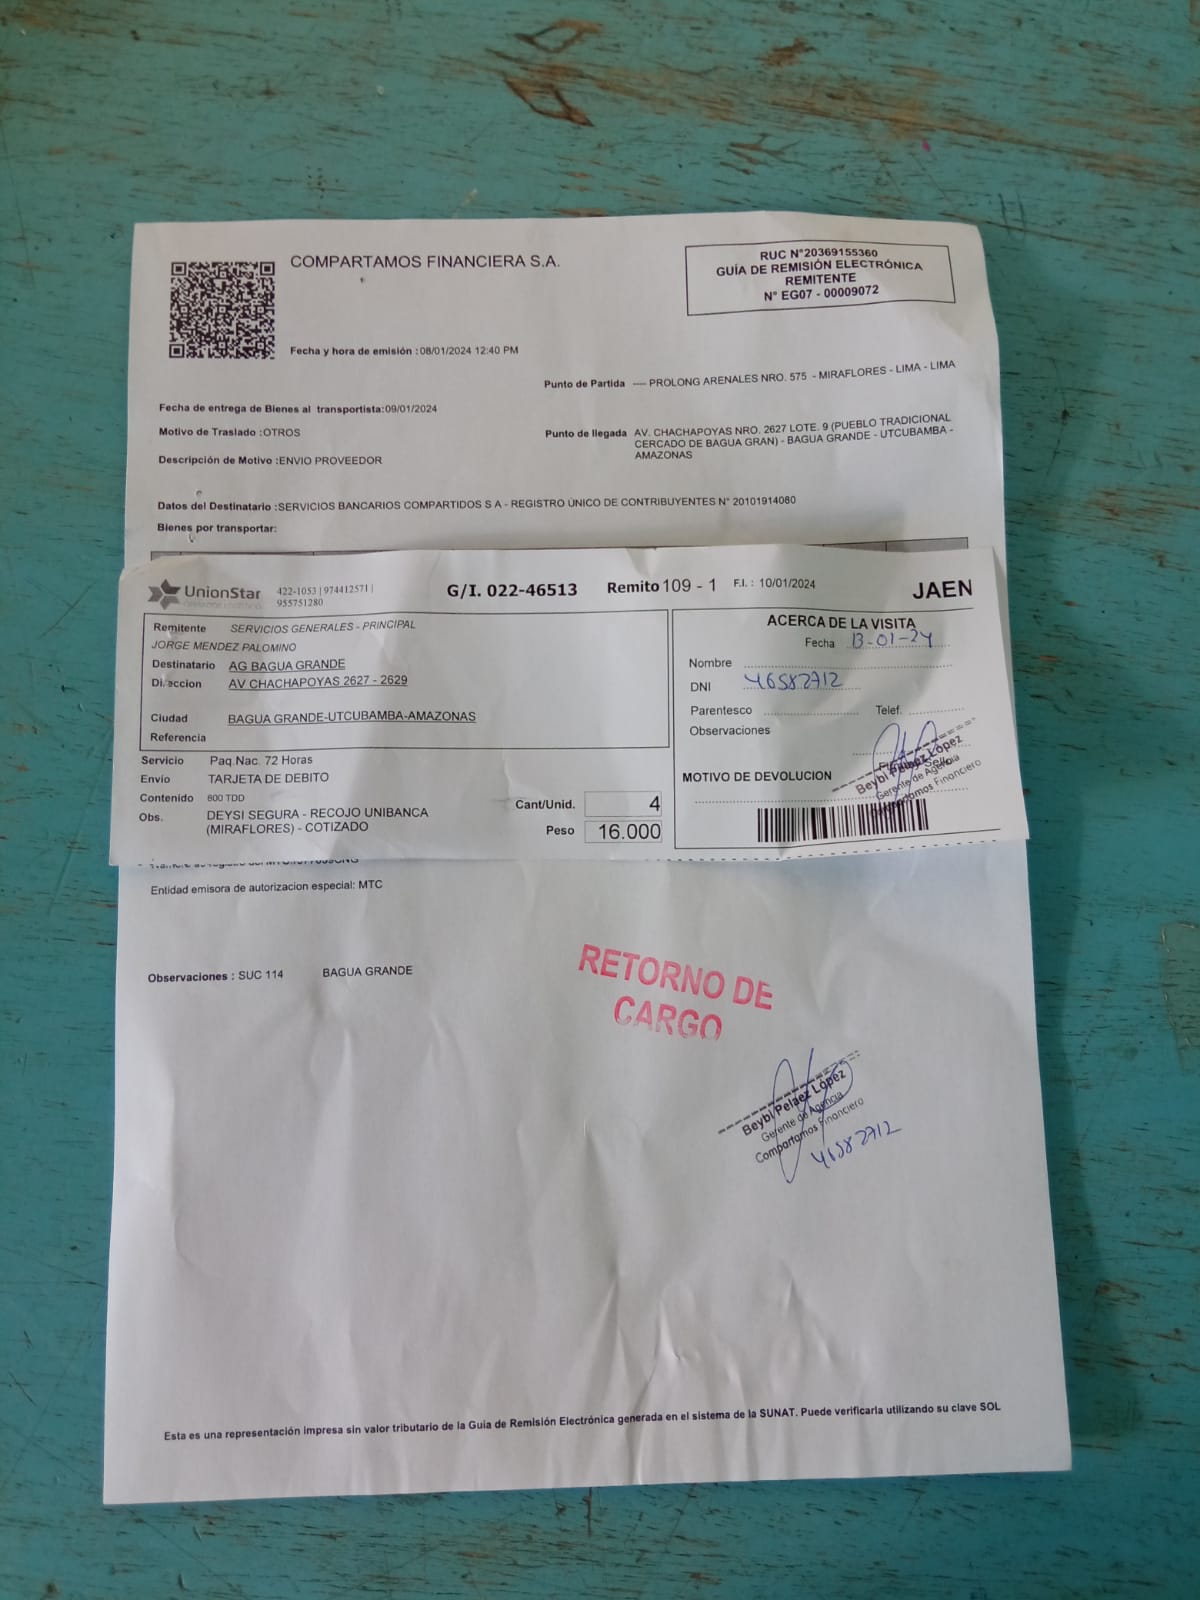 COMPARTAMOS FINANCIERA S.A.
RUC N°20369155360
GUÍA DE REMISIÓN ELECTRÓNICA
REMITENTE
N° EG07 - 00009072
Fecha y hora de emisión :08/01/2024 12:40 PM
Punto de Partida ---- PROLONG ARENALES NRO. 575 - MIRAFLORES - LIMA - LIMA
Fecha de entrega de Bienes al transportista:09/01/2024
Motivo de Traslado :OTROS
Punto de llegada AV. CHACHAPOYAS NRO. 2627 LOTE. 9 (PUEBLO TRADICIONAL
CERCADO DE BAGUA GRAN) - BAGUA GRANDE - UTCUBAMBA -
AMAZONAS
Descripción de Motivo :ENVIO PROVEEDOR
Datos del Destinatario :SERVICIOS BANCARIOS COMPARTIDOS S A - REGISTRO ÚNICO DE CONTRIBUYENTES N° 20101914080
Bienes por transportar:
UnionStar
422-1053 | 974412571 |
955751280
G/I. 022-46513
Remito 109 - 1
F.I. : 10/01/2024
JAEN
Remitente SERVICIOS GENERALES - PRINCIPAL
JORGE MENDEZ PALOMINO
Destinatario AG BAGUA GRANDE
Direccion AV CHACHAPOYAS 2627 - 2629
Ciudad BAGUA GRANDE-UTCUBAMBA-AMAZONAS
Referencia
Servicio Paq.Nac. 72 Horas
Envio TARJETA DE DEBITO
Contenido 800 TDD
Obs. DEYSI SEGURA - RECOJO UNIBANCA
(MIRAFLORES) - COTIZADO
Cant/Unid. 4
Peso 16.000
ACERCA DE LA VISITA
Fecha 13-01-24
Nombre
DNI 46582712
Parentesco Telef.
Observaciones
Beybi Pelaez López
Gerente de Agencia
Compartamos Financiero
MOTIVO DE DEVOLUCION
Entidad emisora de autorizacion especial: MTC
Observaciones : SUC 114 BAGUA GRANDE
RETORNO DE
CARGO
Beybi Pelaez López
Gerente de Agencia
Compartamos Financiero
46582712
Esta es una representación impresa sin valor tributario de la Guia de Remisión Electrónica generada en el sistema de la SUNAT. Puede verificarla utilizando su clave SOL